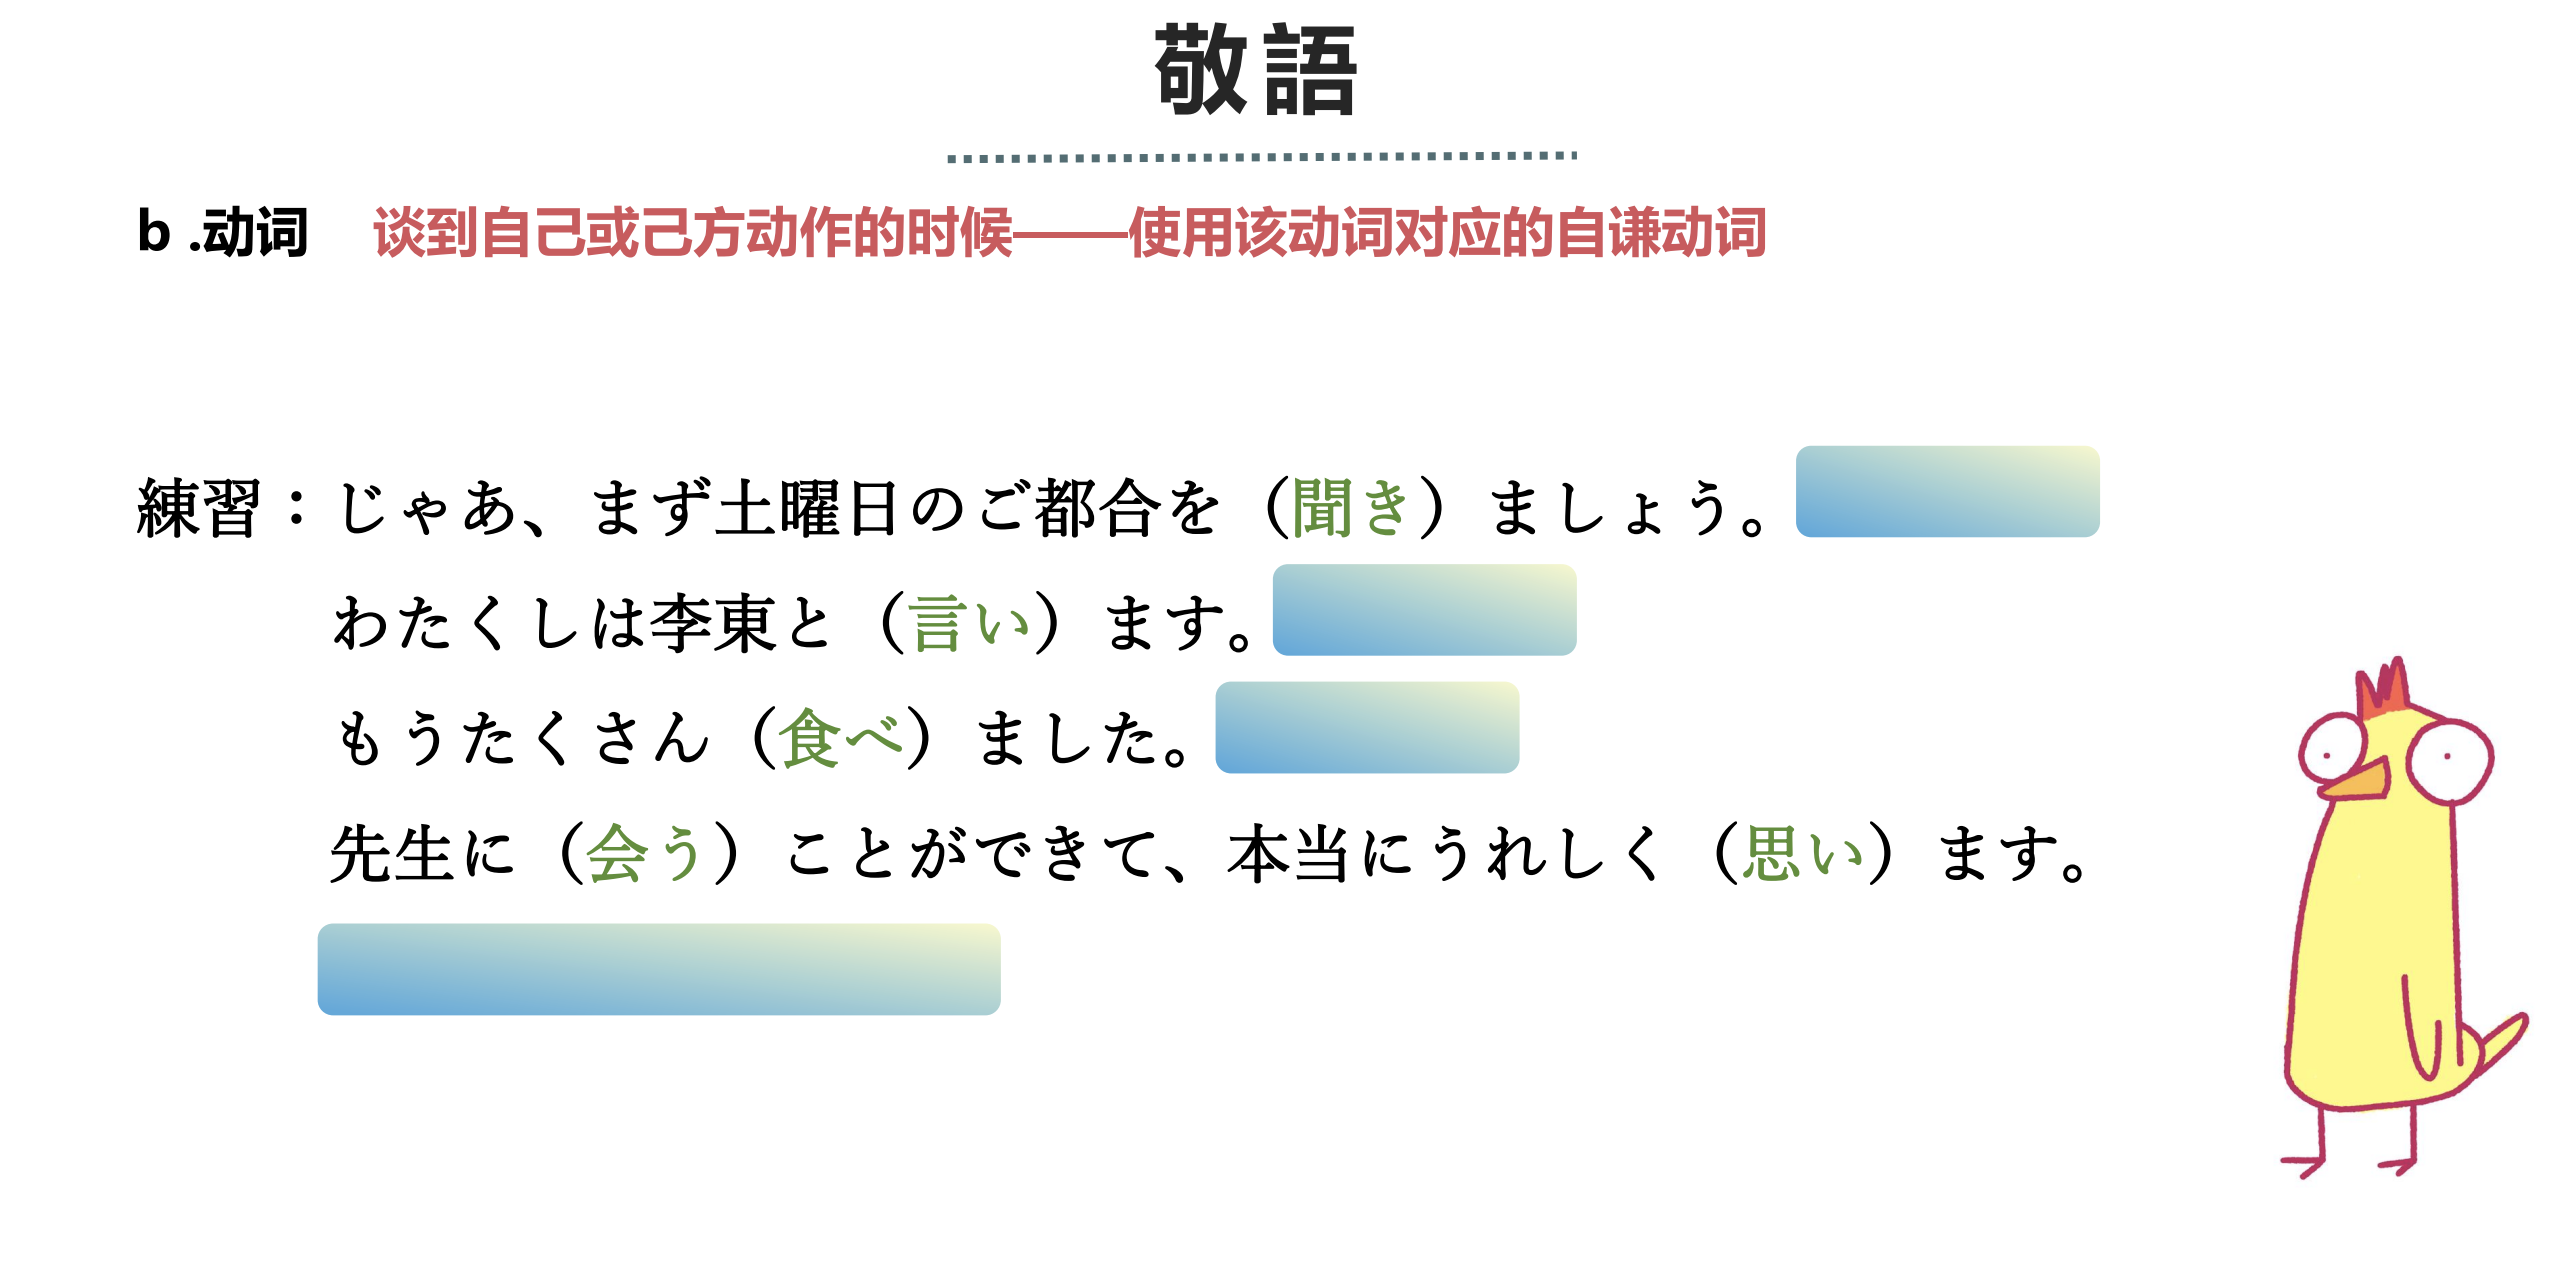 敬語
b .动词 谈到自己或己方动作的时候——使用该动词对应的自谦动词
練習：じゃあ、まず土曜日のご都合を（聞き）ましょう。
わたくしは李東と（言い）ます。
もうたくさん（食べ）ました。
先生に（会う）ことができて、本当にうれしく（思い）ます。